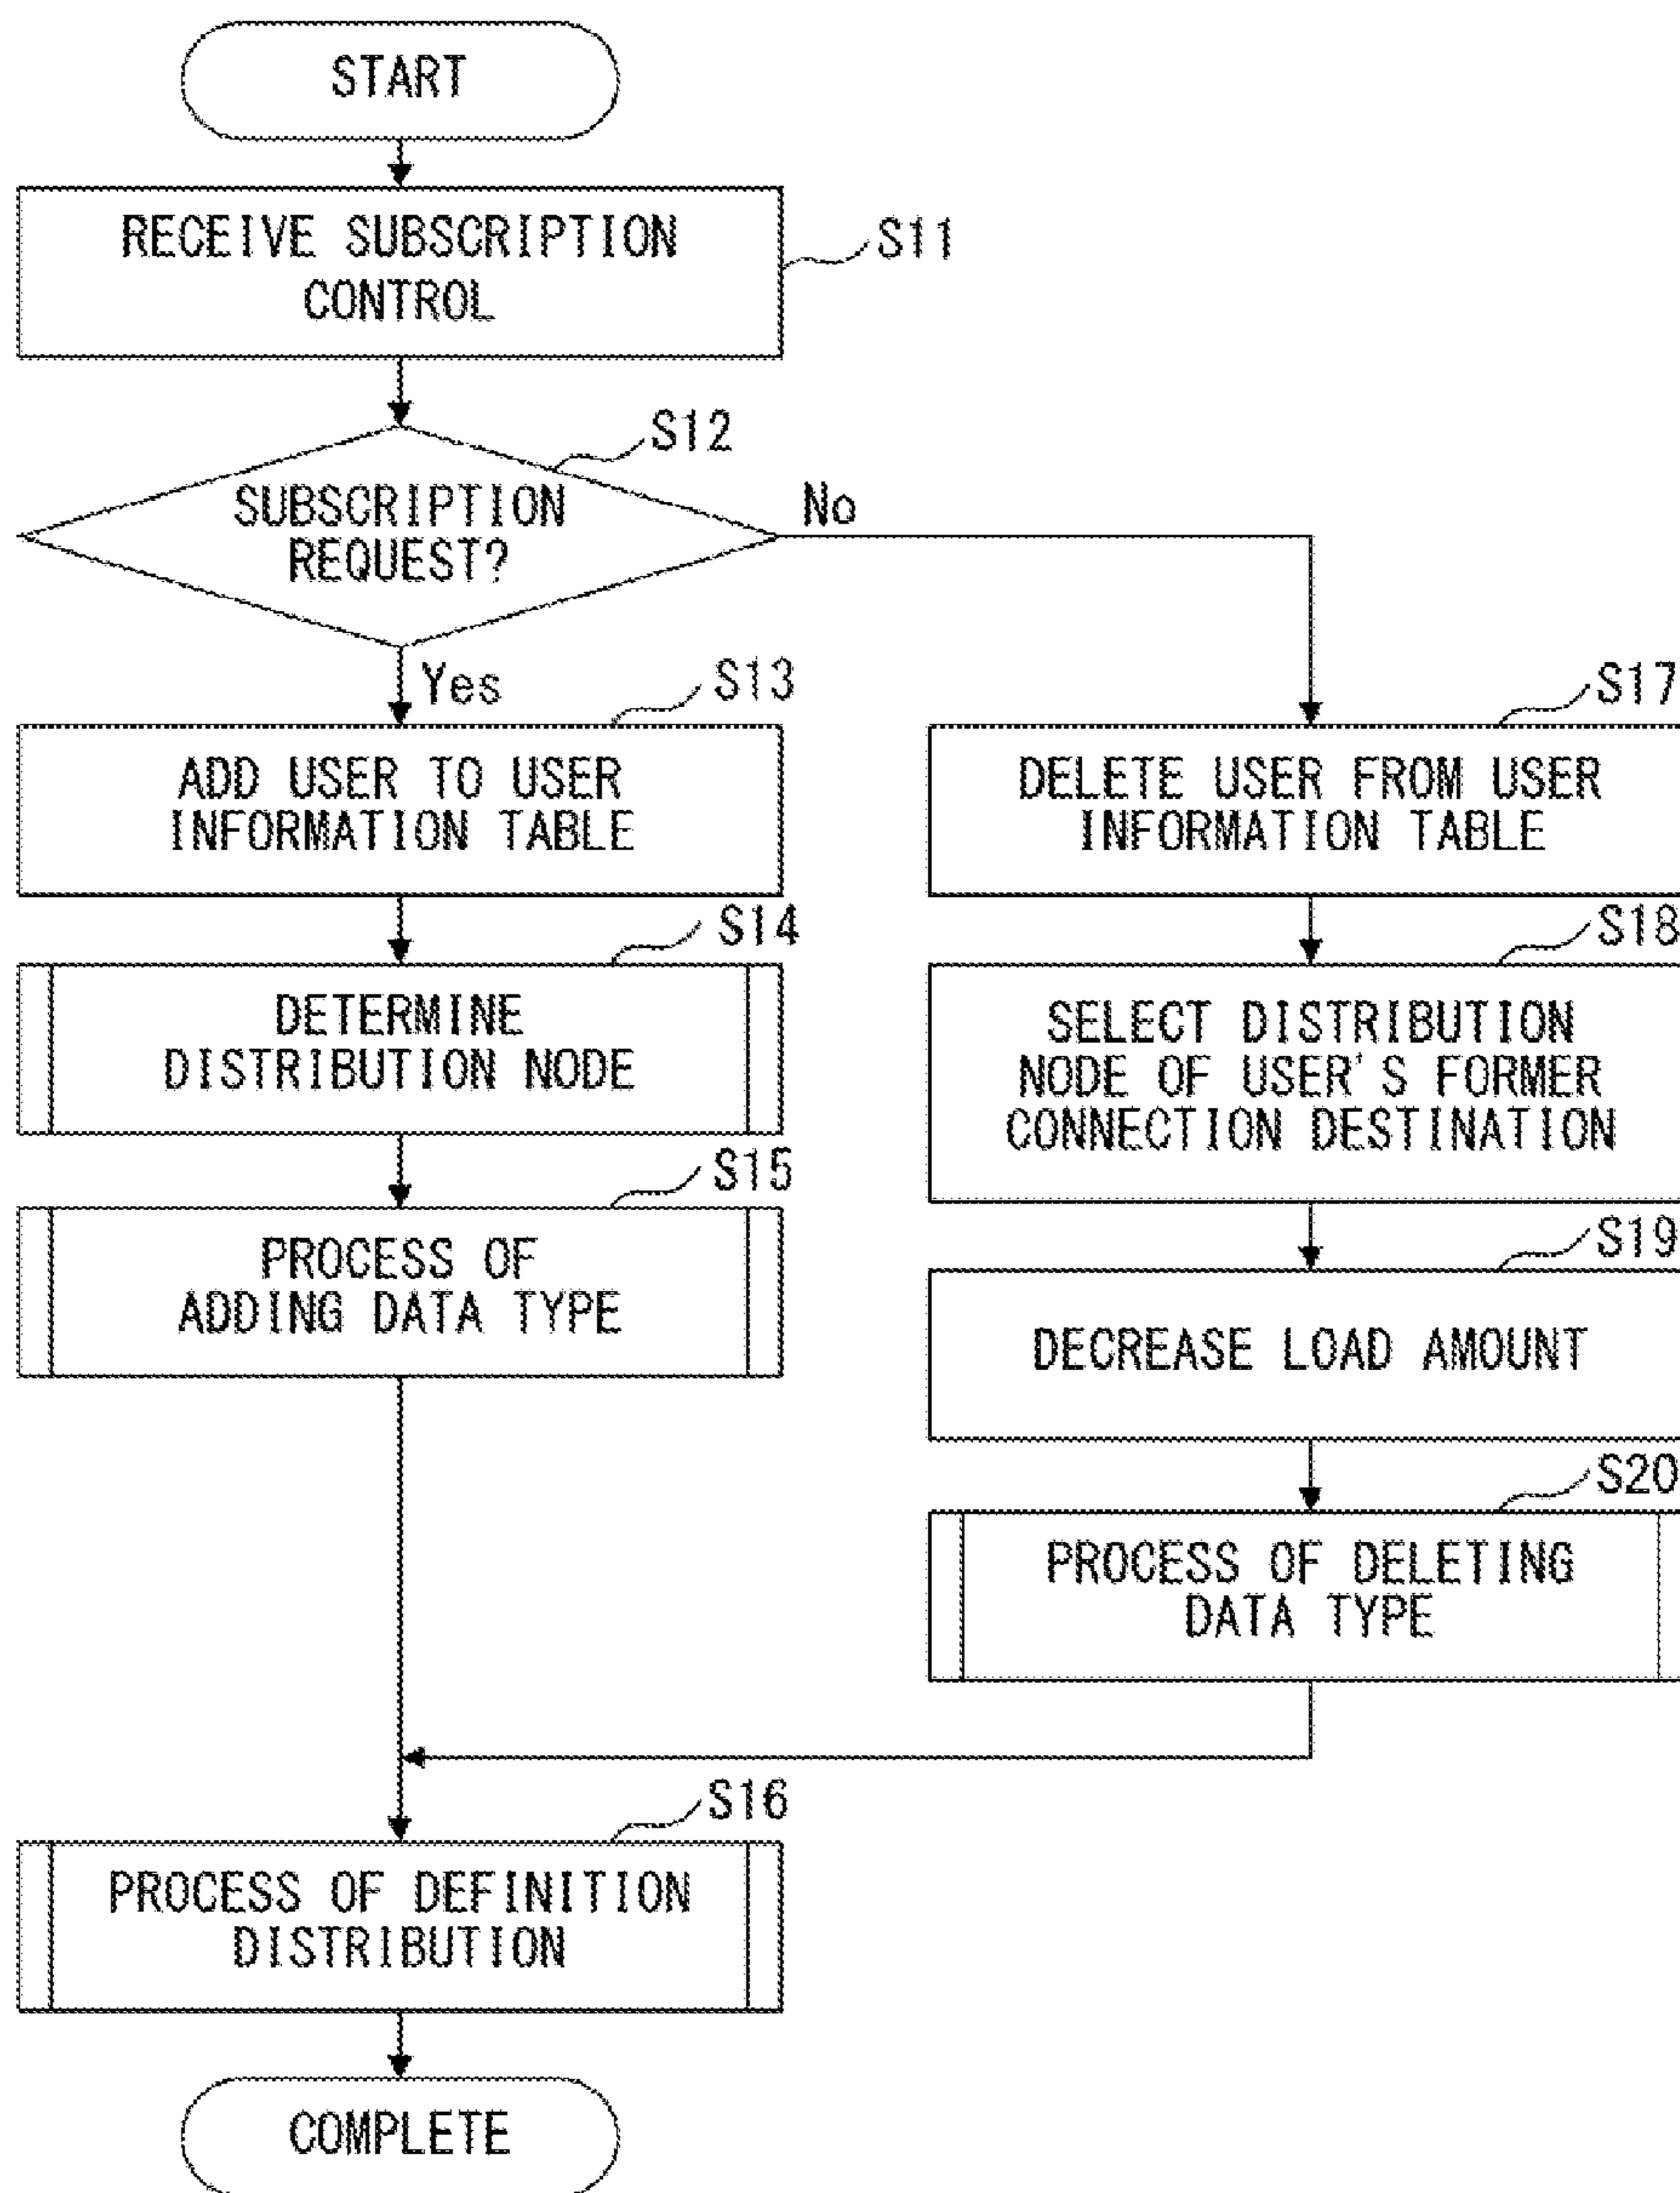 START
RECEIVE SUBSCRIPTION
CONTROL
S11
S12
SUBSCRIPTION
REQUEST?
No
Yes
S13
ADD USER TO USER
INFORMATION TABLE
S14
DETERMINE
DISTRIBUTION NODE
S15
PROCESS OF
ADDING DATA TYPE
S17
DELETE USER FROM USER
INFORMATION TABLE
S18
SELECT DISTRIBUTION
NODE OF USER'S FORMER
CONNECTION DESTINATION
S19
DECREASE LOAD AMOUNT
S20
PROCESS OF DELETING
DATA TYPE
S16
PROCESS OF DEFINITION
DISTRIBUTION
COMPLETE